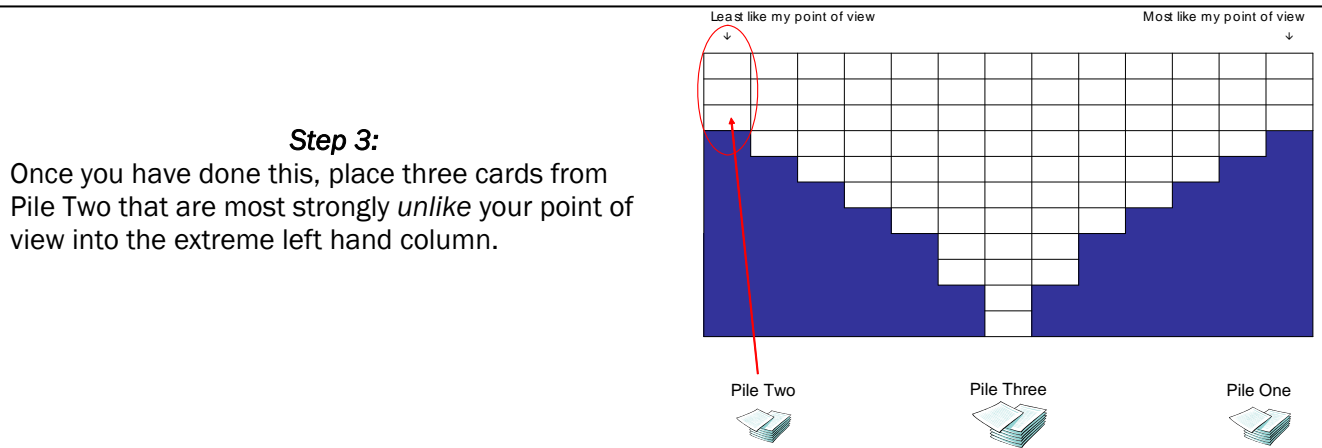 Least like my point of view
Most like my point of view
↓
↓
Step 3:
Once you have done this, place three cards from
Pile Two that are most strongly unlike your point of
view into the extreme left hand column.
Pile Two
Pile Three
Pile One